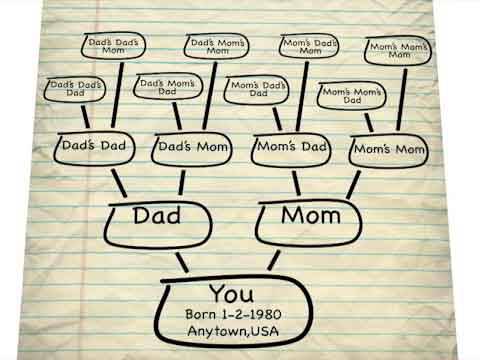 Dad's Dad's
Mom
Dad's Mom's
Mom
Mom's Dad's
Mom
Mom's Mom's
Mom
Dad's Dad's
Dad
Dad's Mom's
Dad
Mom's Dad's
Dad
Mom's Mom's
Dad
Dad's Dad
Dad's Mom
Mom's Dad
Mom's Mom
Dad
Mom
You
Born 1-2-1980
Anytown,USA